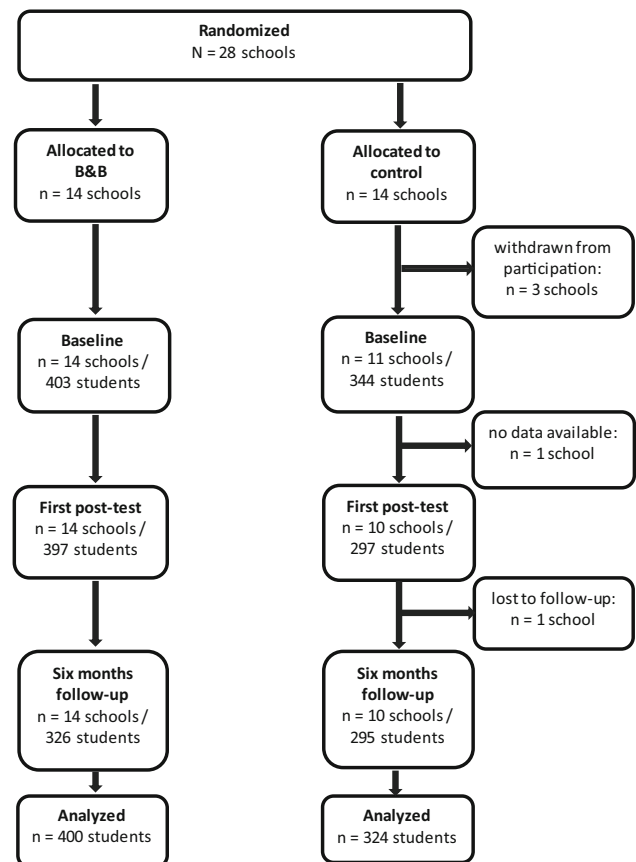 Randomized
N = 28 schools
Allocated to
B&B
n = 14 schools
Allocated to
control
n = 14 schools
withdrawn from
participation:
n = 3 schools
Baseline
n = 14 schools /
403 students
Baseline
n = 11 schools /
344 students
no data available:
n = 1 school
First post-test
n = 14 schools /
397 students
First post-test
n = 10 schools /
297 students
lost to follow-up:
n = 1 school
Six months
follow-up
n = 14 schools /
326 students
Six months
follow-up
n = 10 schools /
295 students
Analyzed
n = 400 students
Analyzed
n = 324 students